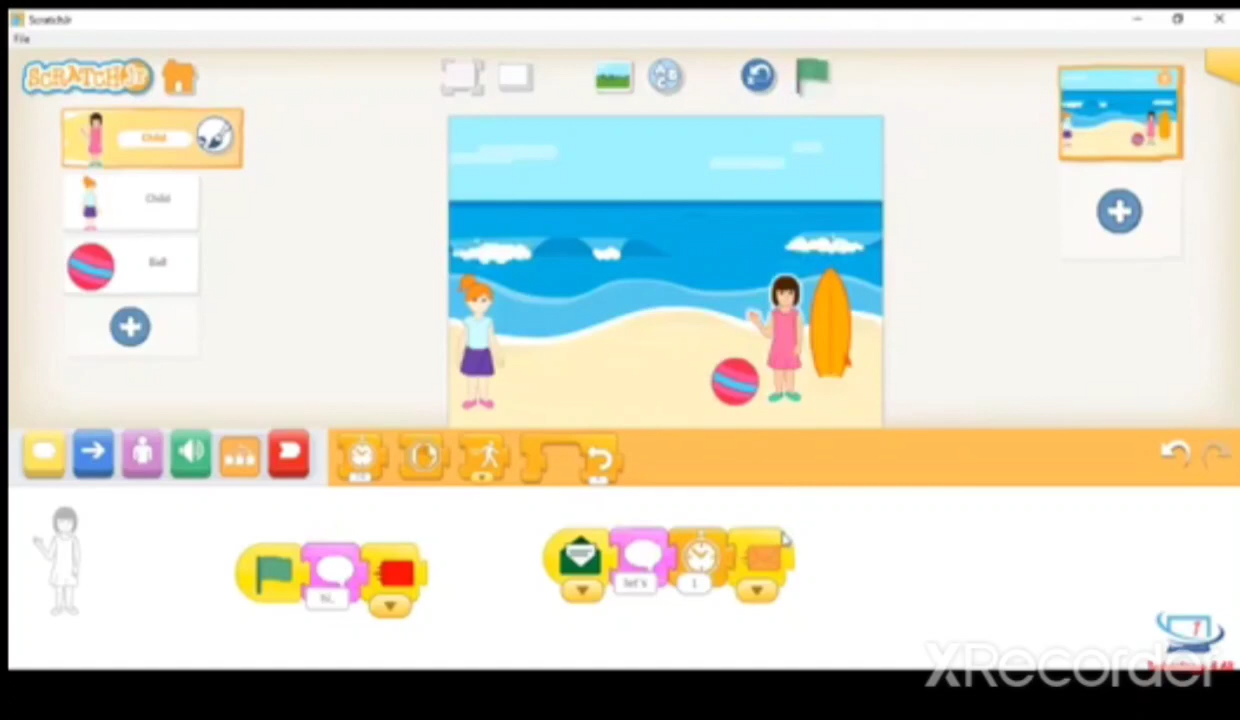 ScratchJr
File
SCRATCHJr
Child
Child
Ball
A B C
hi,
let's
1
XRecorder